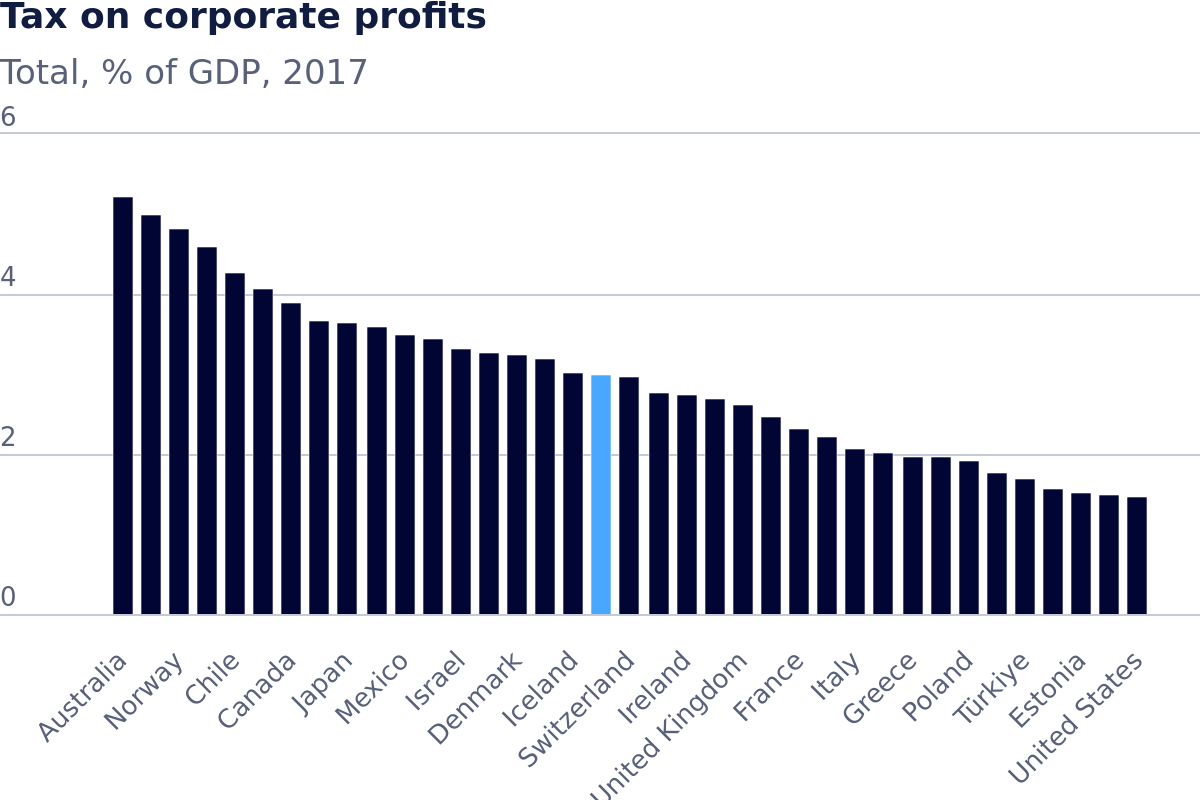 Tax on corporate profits
Total, % of GDP, 2017
6
4
2
0
Australia
Norway
Chile
Canada
Japan
Mexico
Israel
Denmark
Iceland
Switzerland
Ireland
United Kingdom
France
Italy
Greece
Poland
Türkiye
Estonia
United States